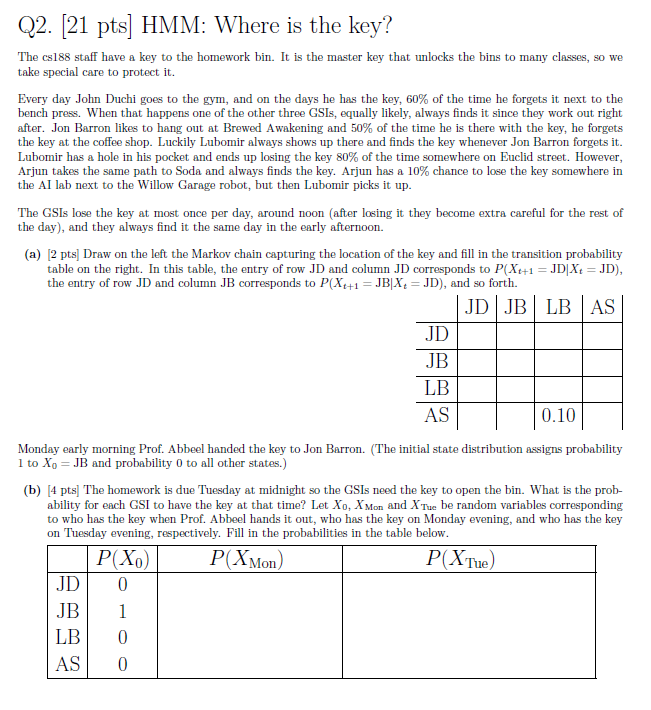 Q2. [21 pts] HMM: Where is the key?
The cs188 staff have a key to the homework bin. It is the master key that unlocks the bins to many classes, so we
take special care to protect it.
Every day John Duchi goes to the gym, and on the days he has the key, 60% of the time he forgets it next to the
bench press. When that happens one of the other three GSIs, equally likely, always finds it since they work out right
after. Jon Barron likes to hang out at Brewed Awakening and 50% of the time he is there with the key, he forgets
the key at the coffee shop. Luckily Lubomir always shows up there and finds the key whenever Jon Barron forgets it.
Lubomir has a hole in his pocket and ends up losing the key 80% of the time somewhere on Euclid street. However,
Arjun takes the same path to Soda and always finds the key. Arjun has a 10% chance to lose the key somewhere in
the AI lab next to the Willow Garage robot, but then Lubomir picks it up.
The GSIs lose the key at most once per day, around noon (after losing it they become extra careful for the rest of
the day), and they always find it the same day in the early afternoon.
(a) [2 pts] Draw on the left the Markov chain capturing the location of the key and fill in the transition probability
table on the right. In this table, the entry of row JD and column JD corresponds to P(Xt+1 = JD|Xt = JD),
the entry of row JD and column JB corresponds to P(Xt+1 = JB|Xt = JD), and so forth.
JD JB LB AS
JD
JB
LB
AS 0.10
Monday early morning Prof. Abbeel handed the key to Jon Barron. (The initial state distribution assigns probability
1 to X0 = JB and probability 0 to all other states.)
(b) [4 pts] The homework is due Tuesday at midnight so the GSIs need the key to open the bin. What is the prob-
ability for each GSI to have the key at that time? Let X0, XMon and XTue be random variables corresponding
to who has the key when Prof. Abbeel hands it out, who has the key on Monday evening, and who has the key
on Tuesday evening, respectively. Fill in the probabilities in the table below.
P(X0) P(XMon) P(XTue)
JD 0
JB 1
LB 0
AS 0